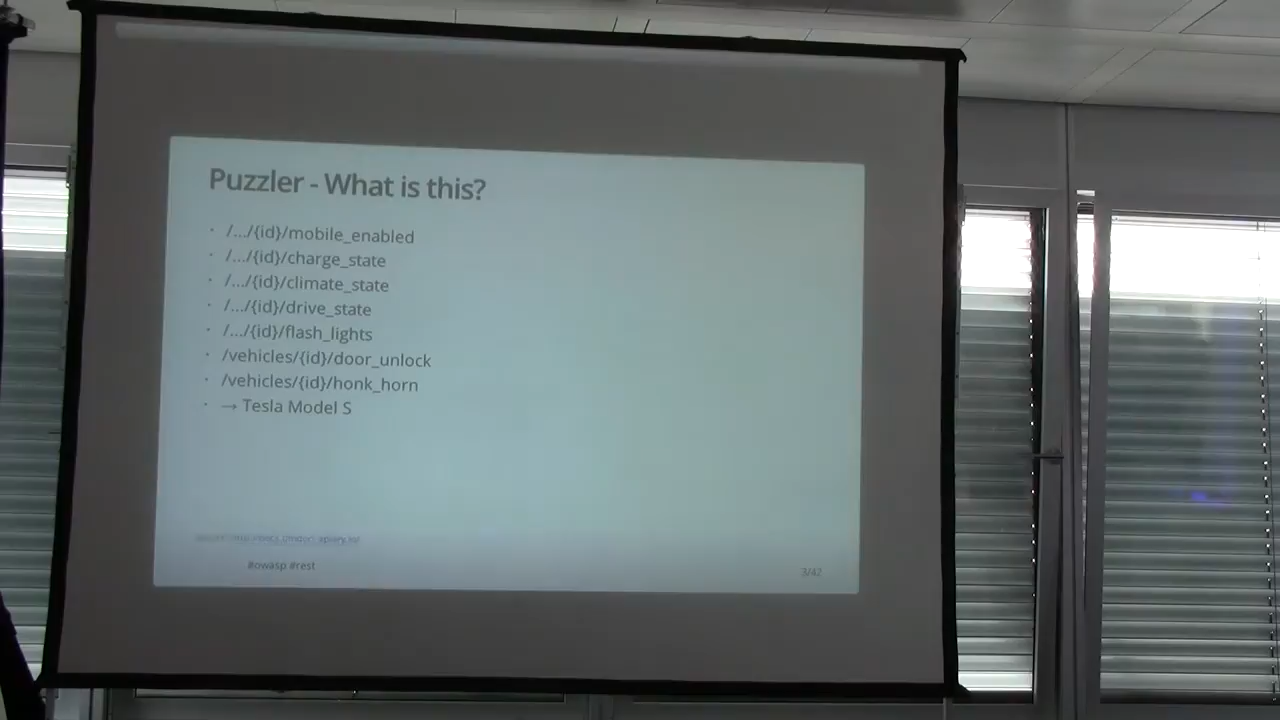 Puzzler - What is this?
· /.../{id}/mobile_enabled
· /.../{id}/charge_state
· /.../{id}/climate_state
· /.../{id}/drive_state
· /.../{id}/flash_lights
· /vehicles/{id}/door_unlock
· /vehicles/{id}/honk_horn
· → Tesla Model S
#owasp #rest
3/42